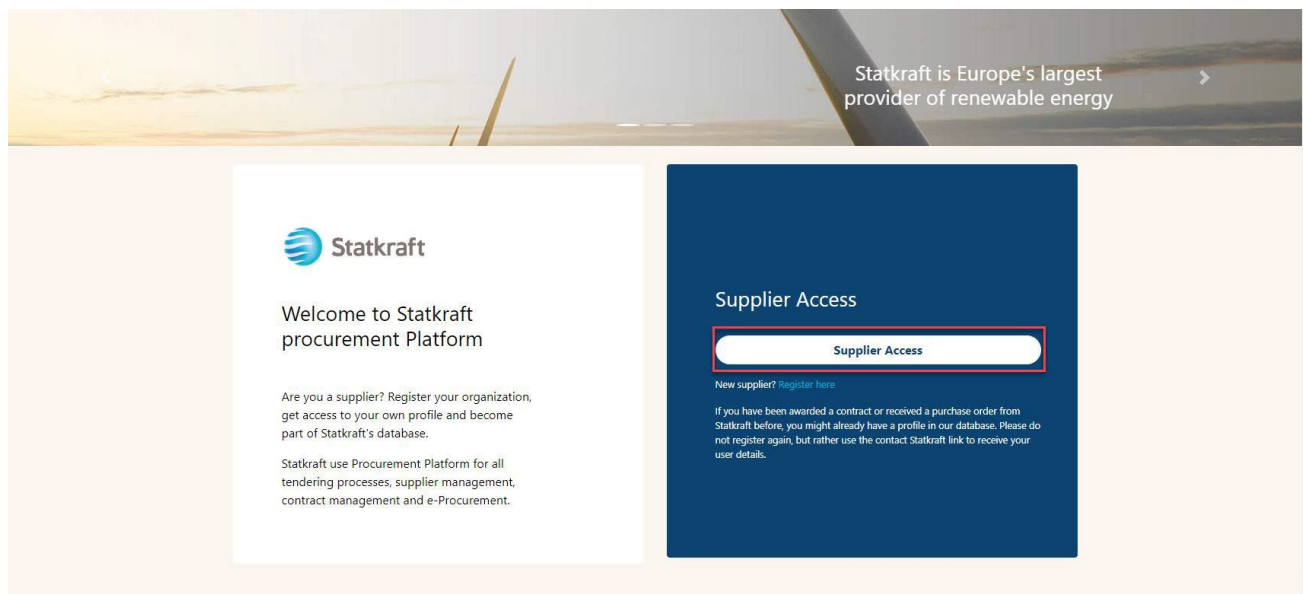 Statkraft is Europe's largest
provider of renewable energy
Statkraft
Welcome to Statkraft
procurement Platform
Are you a supplier? Register your organization,
get access to your own profile and become
part of Statkraft's database.
Statkraft use Procurement Platform for all
tendering processes, supplier management,
contract management and e-Procurement.
Supplier Access
Supplier Access
New supplier? Register here
If you have been awarded a contract or received a purchase order from
Statkraft before, you might already have a profile in our database. Please do
not register again, but rather use the contact Statkraft link to receive your
user details.